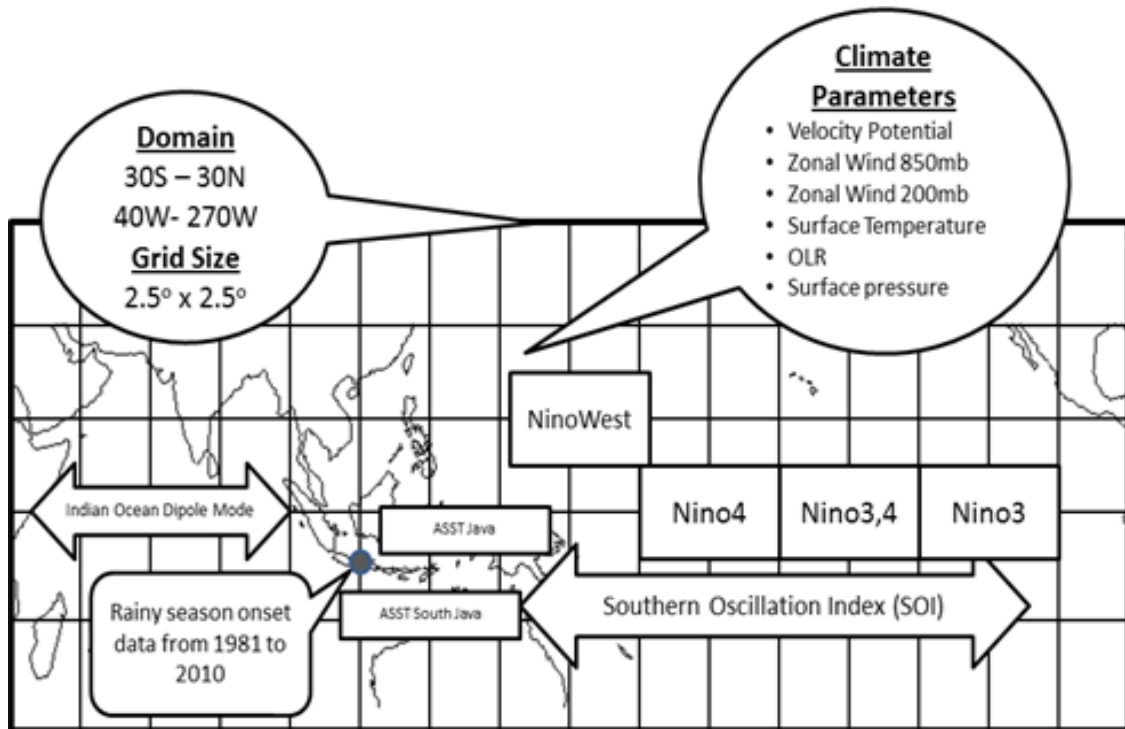 Domain
30S – 30N
40W- 270W
Grid Size
2.5º x 2.5º
Climate
Parameters
• Velocity Potential
• Zonal Wind 850mb
• Zonal Wind 200mb
• Surface Temperature
• OLR
• Surface pressure
NinoWest
Indian Ocean Dipole Mode
ASST Java
Nino4
Nino3,4
Nino3
Rainy season onset
data from 1981 to
2010
ASST South Java
Southern Oscillation Index (SOI)